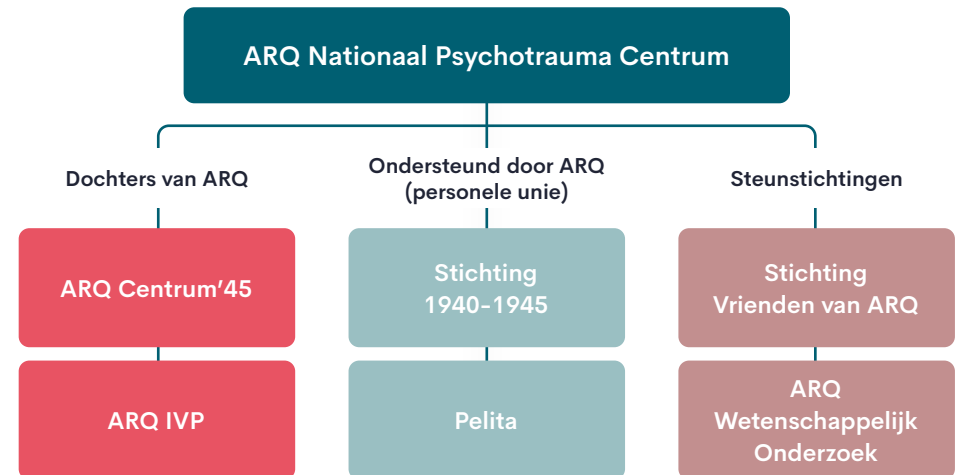 ARQ Nationaal Psychotrauma Centrum
Dochters van ARQ
Ondersteund door ARQ
(personele unie)
Steunstichtingen
ARQ Centrum’45
Stichting
1940-1945
Stichting
Vrienden van ARQ
ARQ IVP
Pelita
ARQ
Wetenschappelijk
Onderzoek